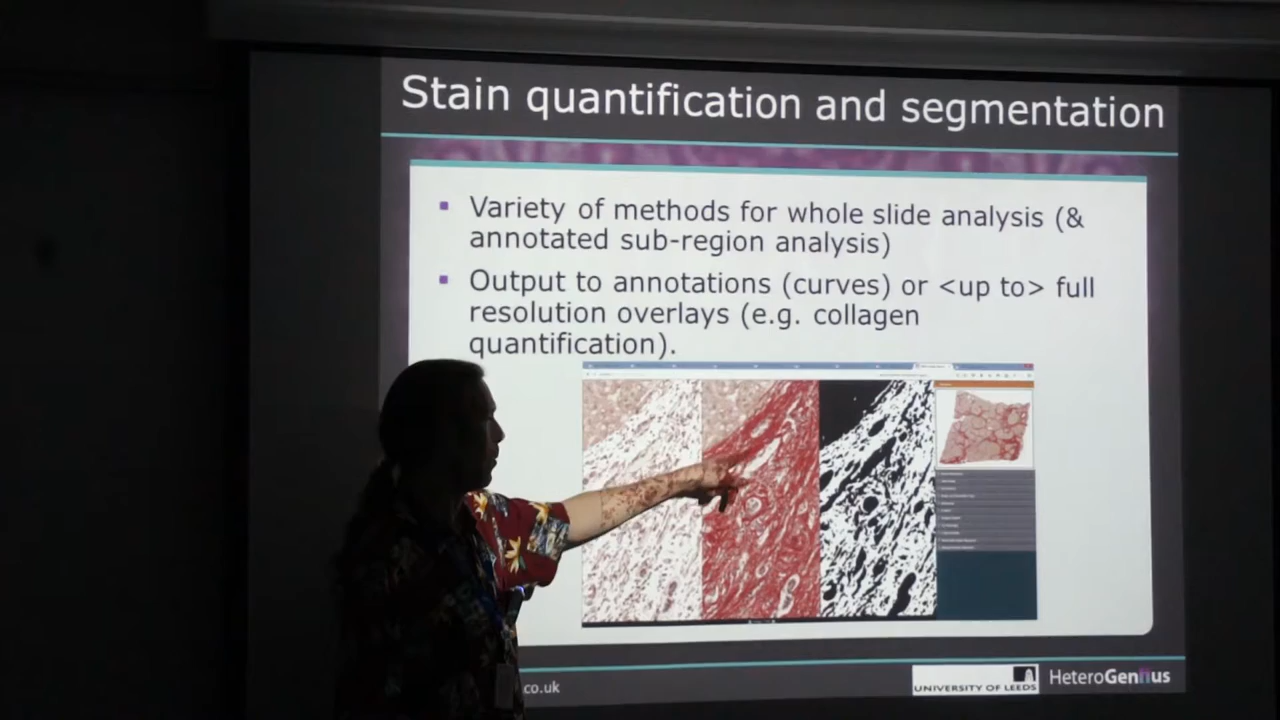 Stain quantification and segmentation
Variety of methods for whole slide analysis (&
annotated sub-region analysis)
Output to annotations (curves) or <up to> full
resolution overlays (e.g. collagen
quantification).
.co.uk
UNIVERSITY OF LEEDS
HeteroGenius